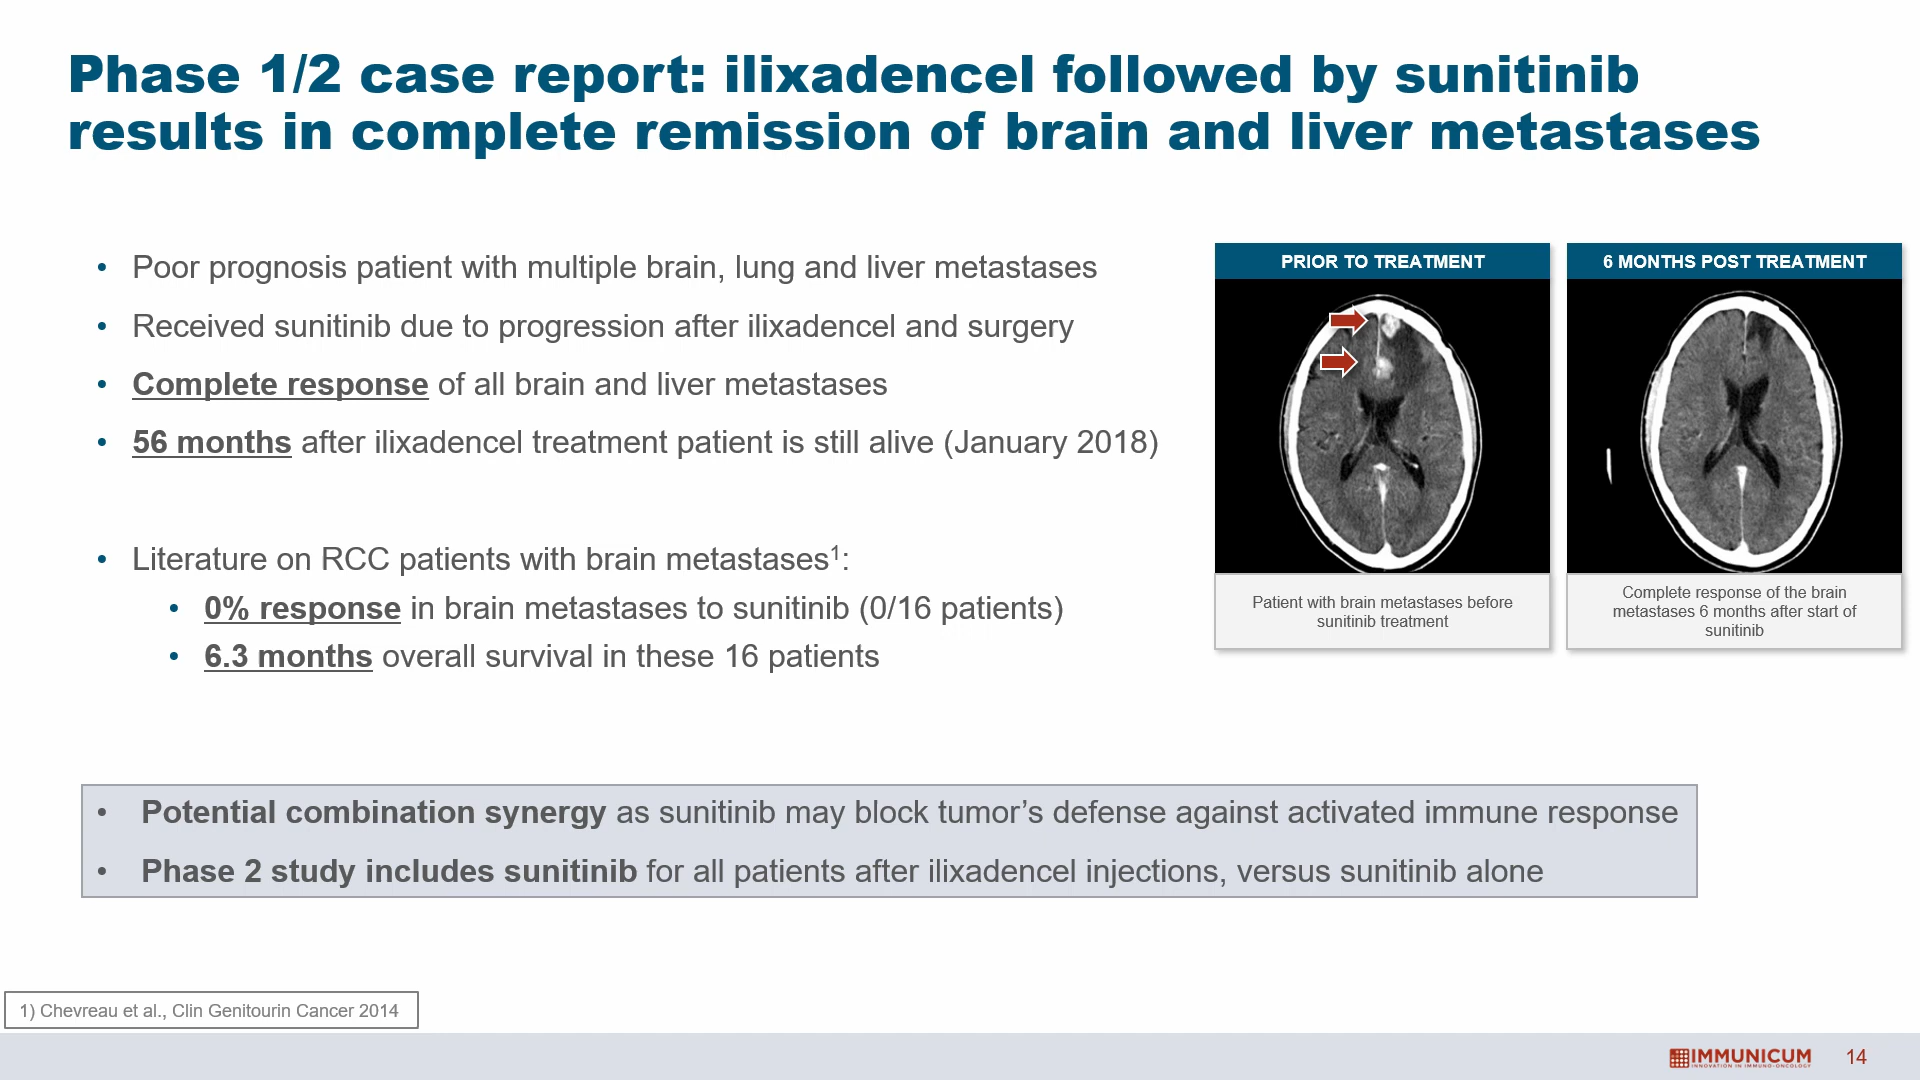 Phase 1/2 case report: ilixadencel followed by sunitinib
results in complete remission of brain and liver metastases
• Poor prognosis patient with multiple brain, lung and liver metastases
• Received sunitinib due to progression after ilixadencel and surgery
• Complete response of all brain and liver metastases
• 56 months after ilixadencel treatment patient is still alive (January 2018)
• Literature on RCC patients with brain metastases¹:
• 0% response in brain metastases to sunitinib (0/16 patients)
• 6.3 months overall survival in these 16 patients
PRIOR TO TREATMENT
Patient with brain metastases before
sunitinib treatment
6 MONTHS POST TREATMENT
Complete response of the brain
metastases 6 months after start of
sunitinib
• Potential combination synergy as sunitinib may block tumor’s defense against activated immune response
• Phase 2 study includes sunitinib for all patients after ilixadencel injections, versus sunitinib alone
1) Chevreau et al., Clin Genitourin Cancer 2014
IMMUNICUM
INNOVATION IN IMMUNO-ONCOLOGY
14